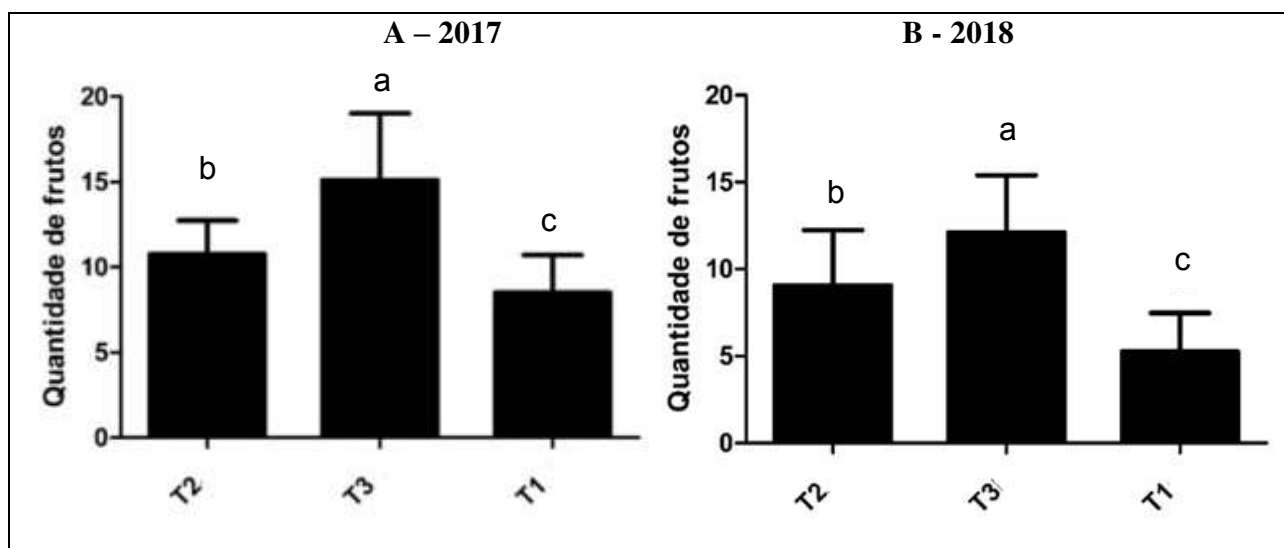 A – 2017
a
b
c
Quantidade de frutos
20
15
10
5
0
T2
T3
T1
B - 2018
a
b
c
Quantidade de frutos
20
15
10
5
0
T2
T3
T1